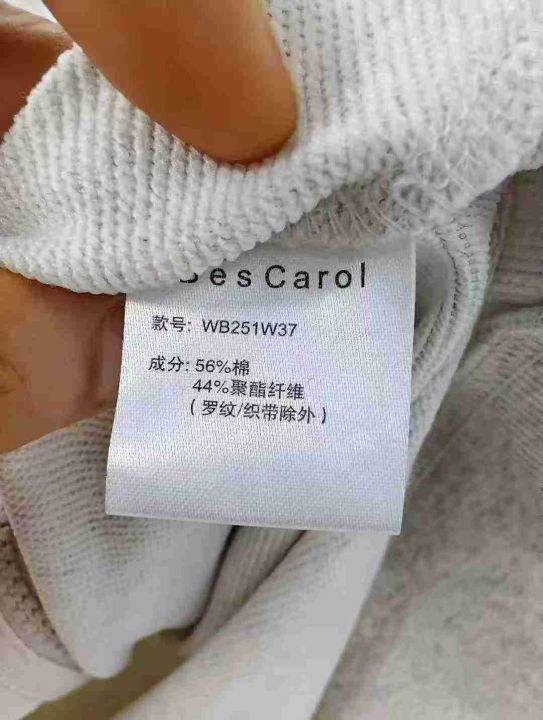 es Carol
款号: WB251W37
成分: 56%棉
44%聚酯纤维
( 罗纹/织带除外 )